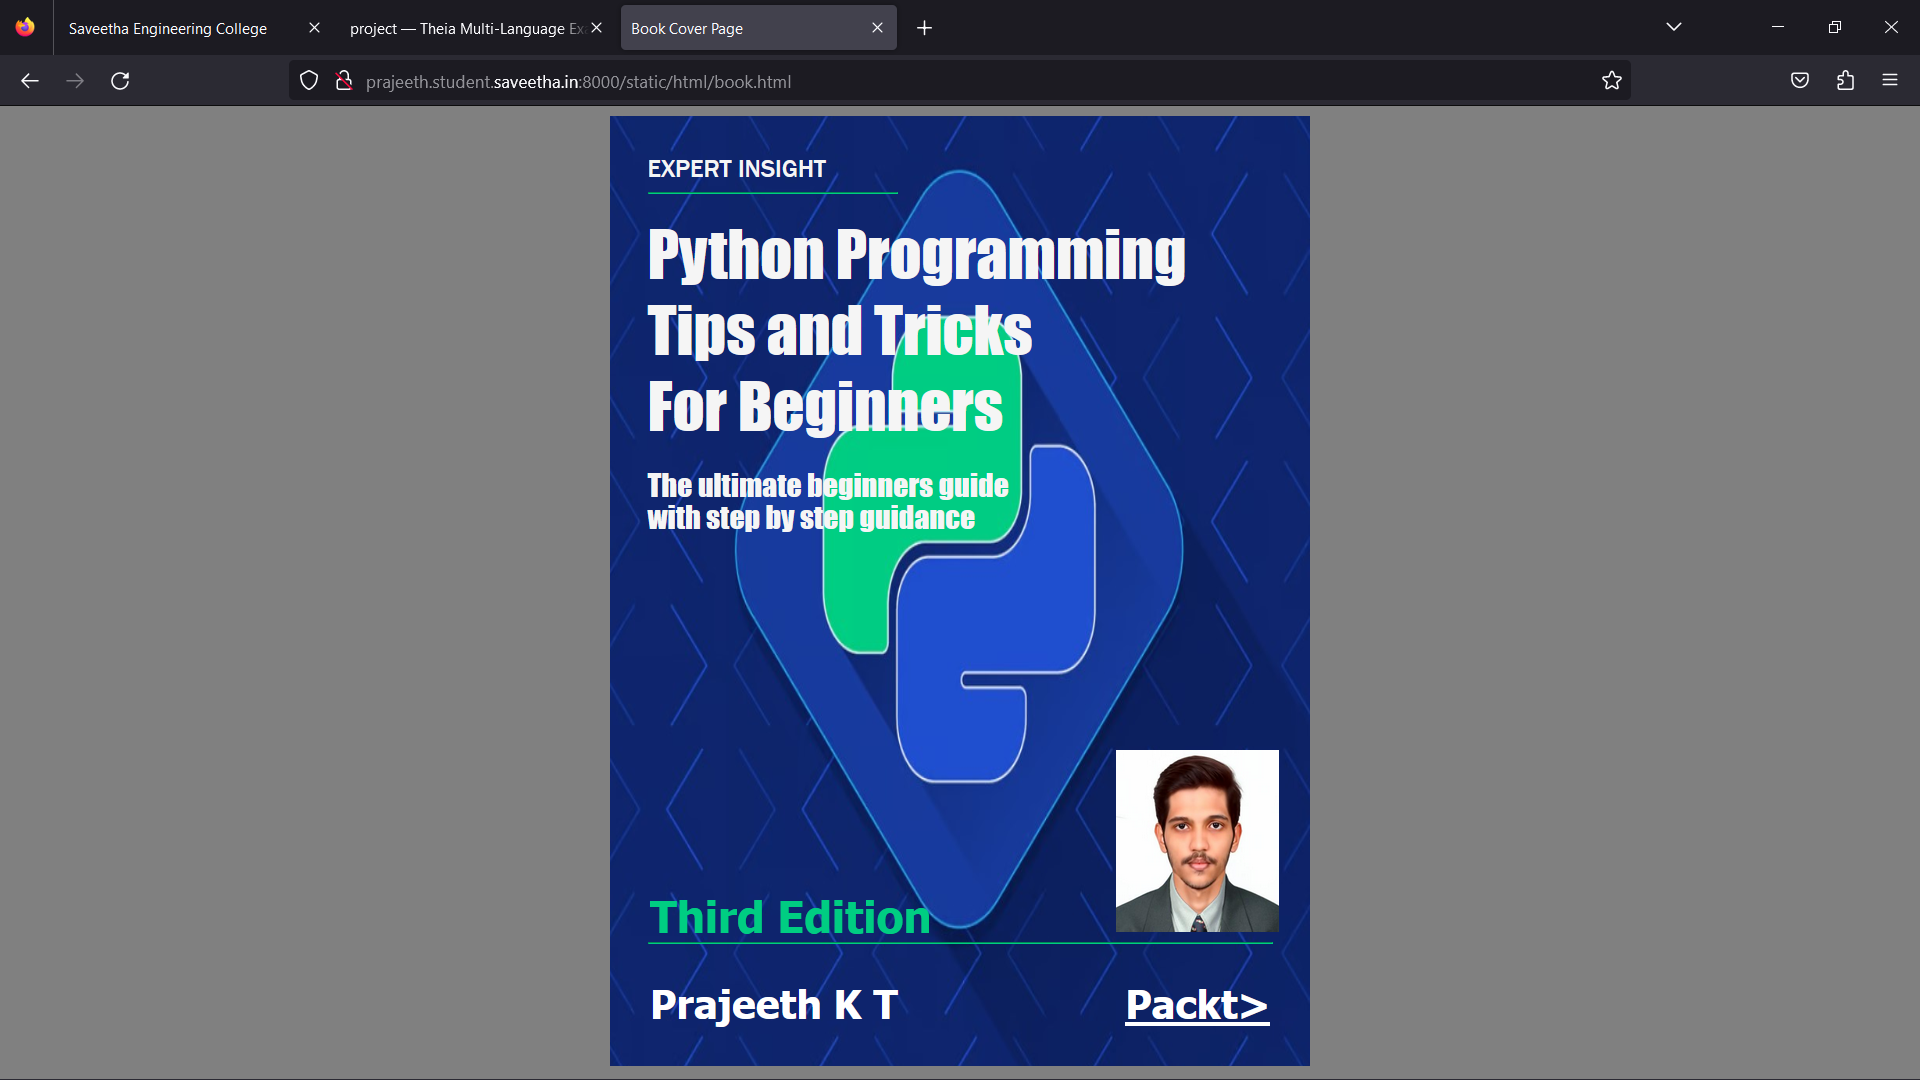 Saveetha Engineering College
project — Theia Multi-Language
Book Cover Page
prajeeth.student.saveetha.in:8000/static/html/book.html
EXPERT INSIGHT
Python Programming
Tips and Tricks
For Beginners
The ultimate beginners guide
with step by step guidance
Third Edition
Prajeeth K T
Packt>